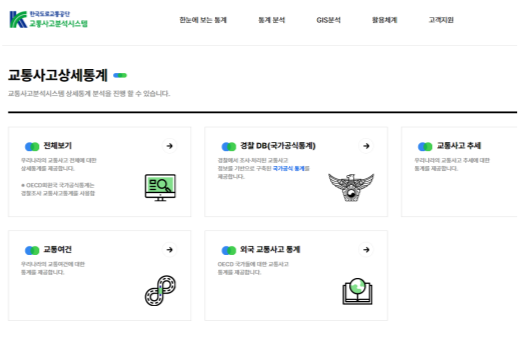 한국도로교통공단
교통사고분석시스템
한눈에 보는 통계
통계 분석
GIS분석
활용체계
고객지원
교통사고상세통계
교통사고분석시스템 상세통계 분석을 진행 할 수 있습니다.
전체보기 →
우리나라의 교통사고 전체에 대한
상세통계를 제공합니다.
※ OECD회원국 국가공식통계는
경찰조사 교통사고통계를 사용함
경찰 DB(국가공식통계) →
경찰에서 조사·처리한 교통사고
정보를 기반으로 구축된 국가공식 통계를
제공합니다.
교통사고 추세
우리나라의 교통사고 추세에 대한
통계를 제공합니다.
교통여건 →
우리나라의 교통여건에 대한
통계를 제공합니다.
외국 교통사고 통계 →
OECD 국가들에 대한 교통사고
통계를 제공합니다.